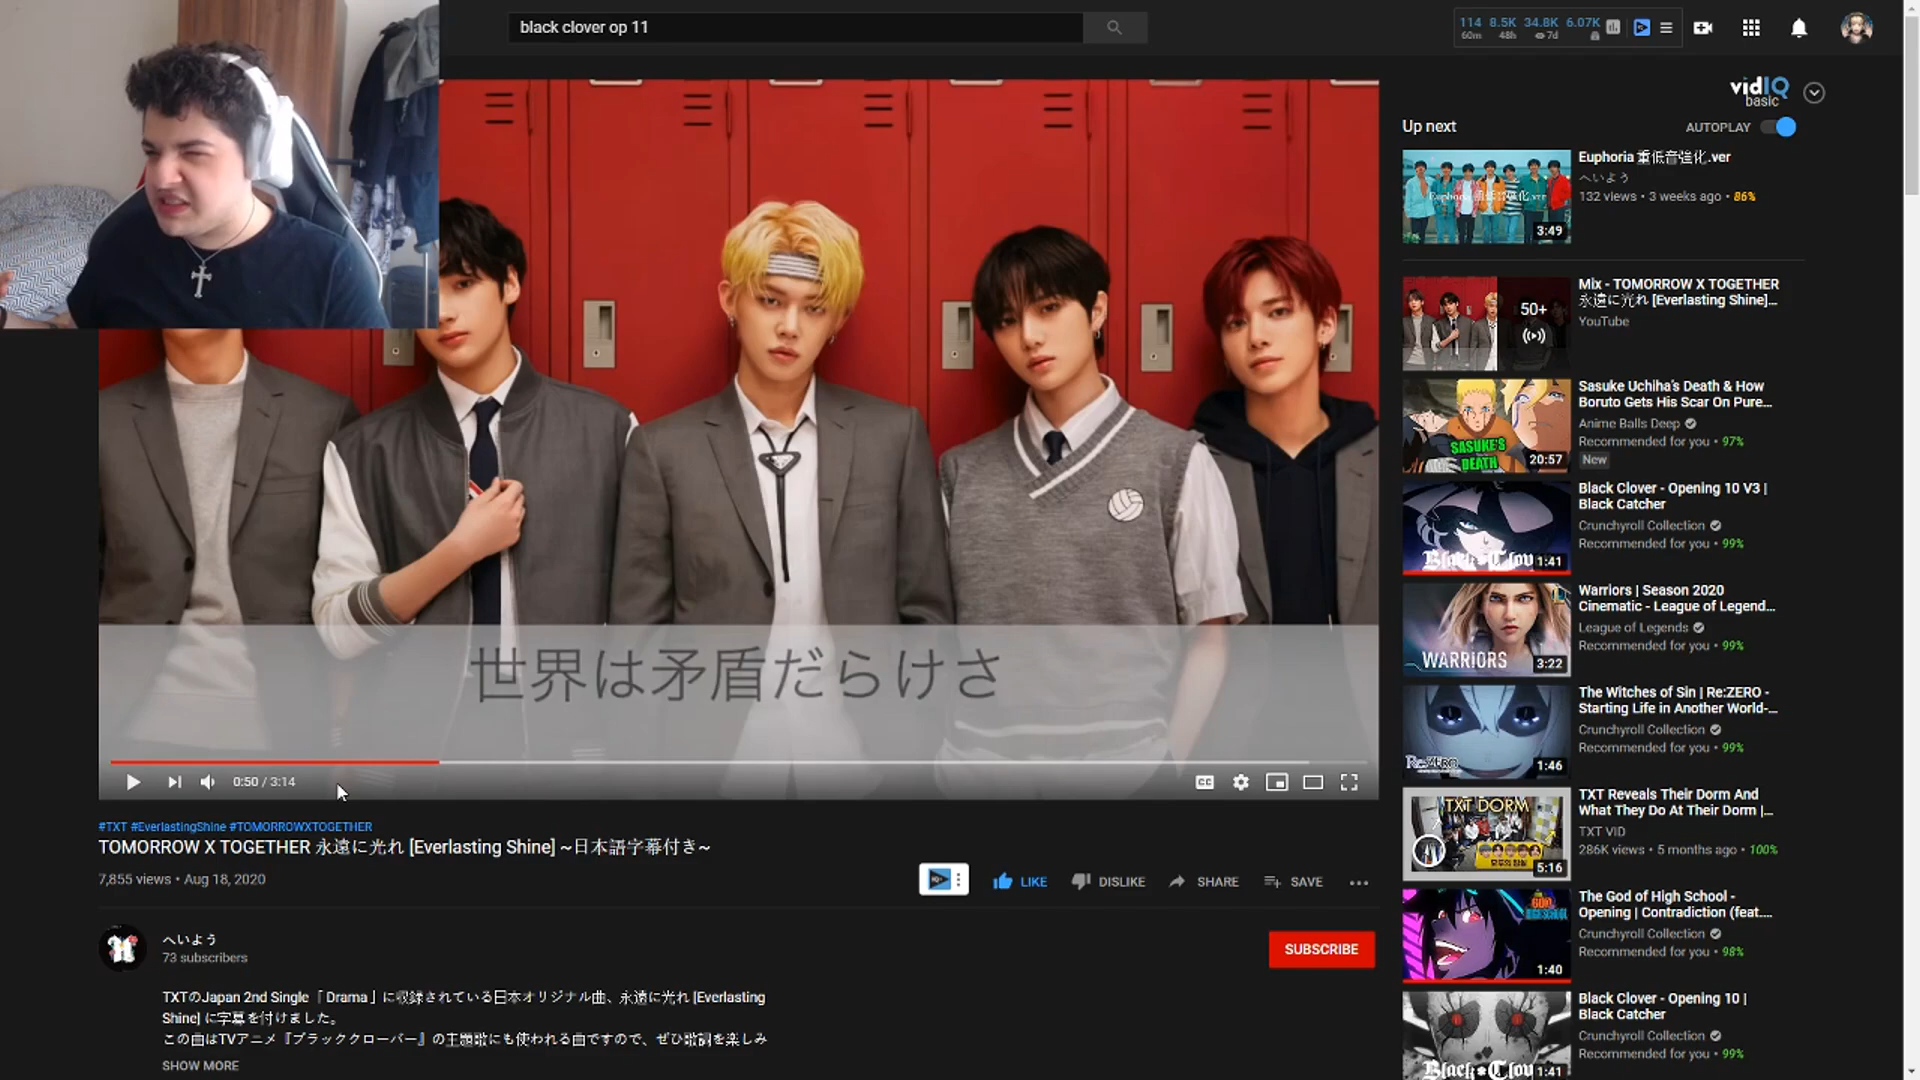 black clover op 11
114 8.5K 34.8K 6.07K
60m 48h 7d
vidIQ
basic
Up next
AUTOPLAY
世界は矛盾だらけさ
0:50 / 3:14
#TXT #EverlastingShine #TOMORROWXTOGETHER
TOMORROW X TOGETHER 永遠に光れ [Everlasting Shine] ~日本語字幕付き~
7,855 views • Aug 18, 2020
LIKE DISLIKE SHARE SAVE
へいよう
73 subscribers
SUBSCRIBE
TXTのJapan 2nd Single「Drama」に収録されている日本オリジナル曲、永遠に光れ [Everlasting
Shine] に字幕を付けました。
この曲はTVアニメ『ブラッククローバー』の主題歌にも使われる曲ですので、ぜひ歌詞を楽しみ
SHOW MORE
Euphoria 重低音強化.ver
へいよう
132 views • 3 weeks ago • 86%
Euphoria 重低音強化.ver
3:49
Mix - TOMORROW X TOGETHER
永遠に光れ [Everlasting Shine]...
YouTube
50+
Sasuke Uchiha's Death & How
Boruto Gets His Scar On Pure...
Anime Balls Deep
Recommended for you • 97%
New
SASUKE'S
DEATH
20:57
Black Clover - Opening 10 V3 |
Black Catcher
Crunchyroll Collection
Recommended for you • 99%
Black Clov
1:41
Warriors | Season 2020
Cinematic - League of Legend...
League of Legends
Recommended for you • 99%
WARRIORS
3:22
The Witches of Sin | Re:ZERO -
Starting Life in Another World-...
Crunchyroll Collection
Recommended for you • 99%
Re:ZERO
1:46
TXT Reveals Their Dorm And
What They Do At Their Dorm |...
TXT VID
286K views • 5 months ago • 100%
TXT DORM
5:16
The God of High School -
Opening | Contradiction (feat....
Crunchyroll Collection
Recommended for you • 98%
1:40
Black Clover - Opening 10 |
Black Catcher
Crunchyroll Collection
Recommended for you • 99%
Black Clov
1:41